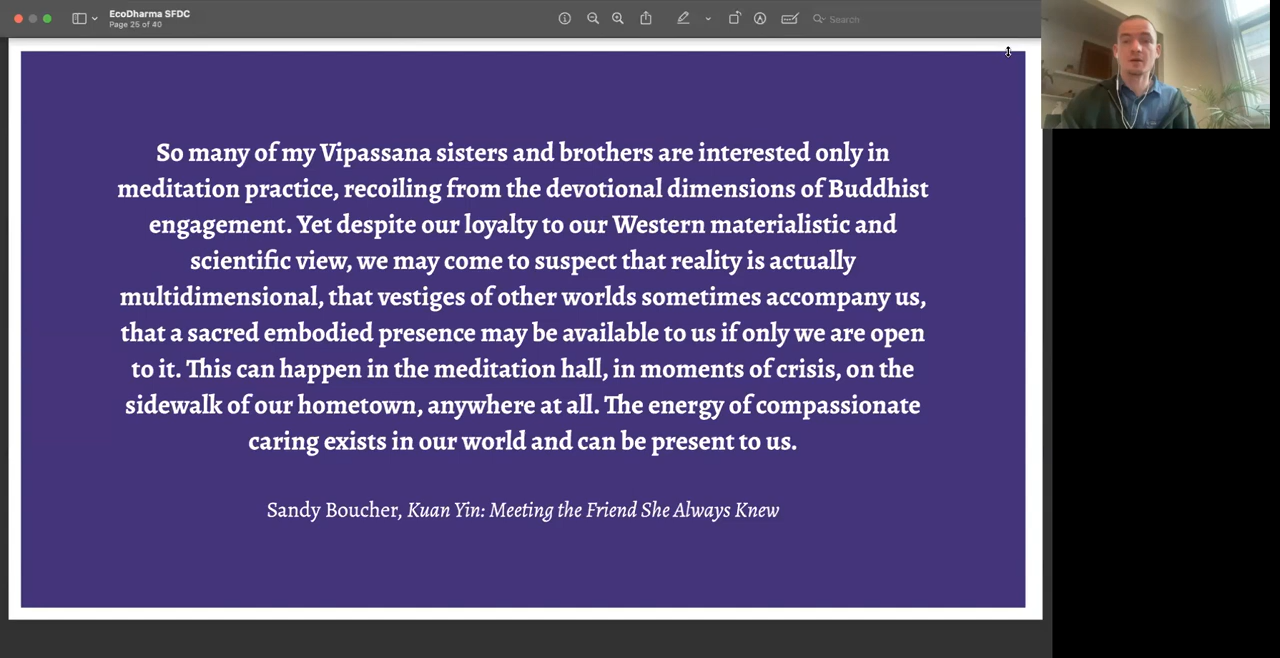 EcoDharma SFDC
Page 25 of 40
Search
So many of my Vipassana sisters and brothers are interested only in
meditation practice, recoiling from the devotional dimensions of Buddhist
engagement. Yet despite our loyalty to our Western materialistic and
scientific view, we may come to suspect that reality is actually
multidimensional, that vestiges of other worlds sometimes accompany us,
that a sacred embodied presence may be available to us if only we are open
to it. This can happen in the meditation hall, in moments of crisis, on the
sidewalk of our hometown, anywhere at all. The energy of compassionate
caring exists in our world and can be present to us.
Sandy Boucher, Kuan Yin: Meeting the Friend She Always Knew